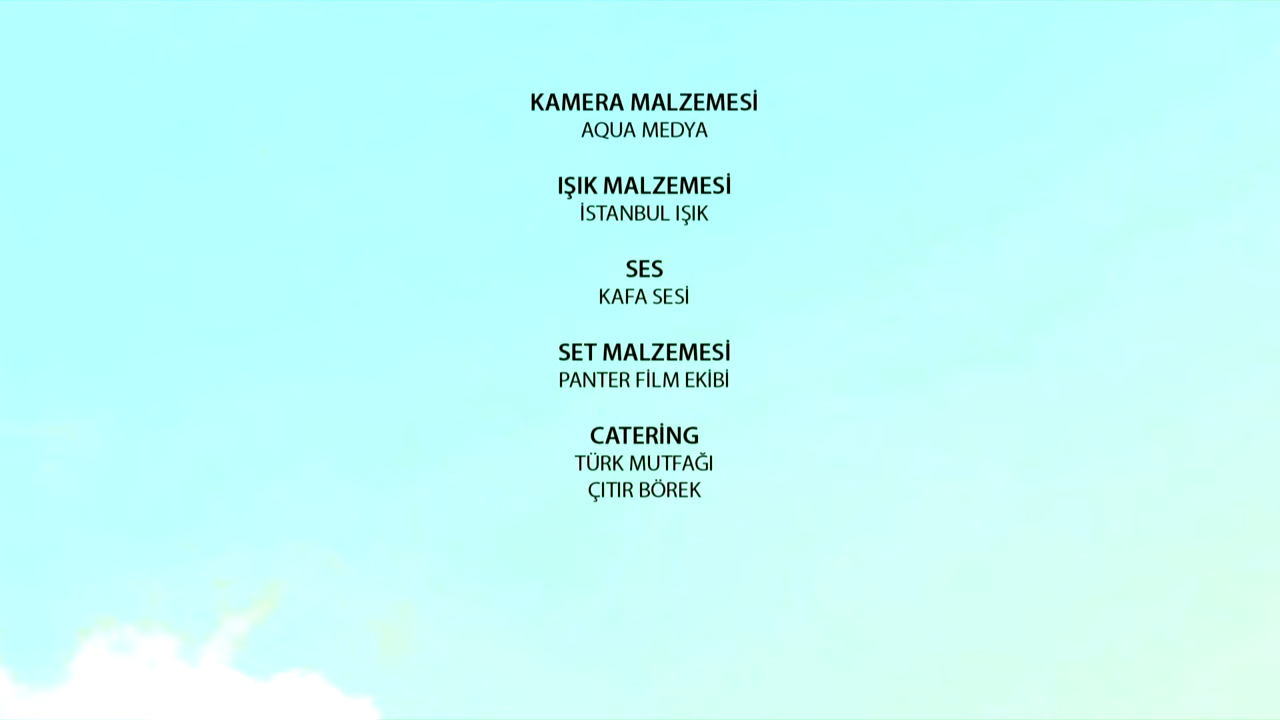 KAMERA MALZEMESİ
AQUA MEDYA
IŞIK MALZEMESİ
İSTANBUL IŞIK
SES
KAFA SESİ
SET MALZEMESİ
PANTER FİLM EKİBİ
CATERİNG
TÜRK MUTFAĞI
ÇITIR BÖREK